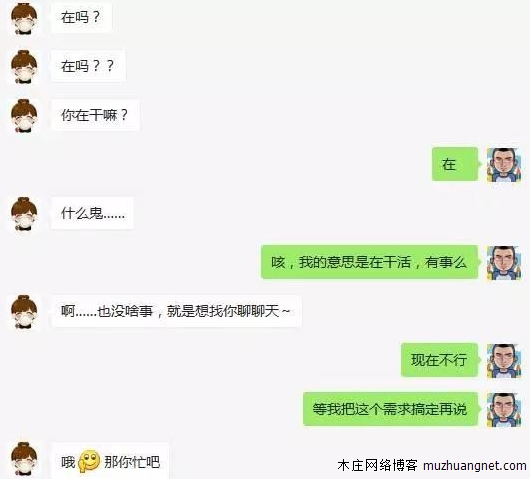 在吗？
在吗？？
你在干嘛？
在
什么鬼……
咳，我的意思是在干活，有事么
啊……也没啥事，就是想找你聊聊天～
现在不行
等我把这个需求搞定再说
哦 那你忙吧
木庄网络博客 muzhuangnet.com